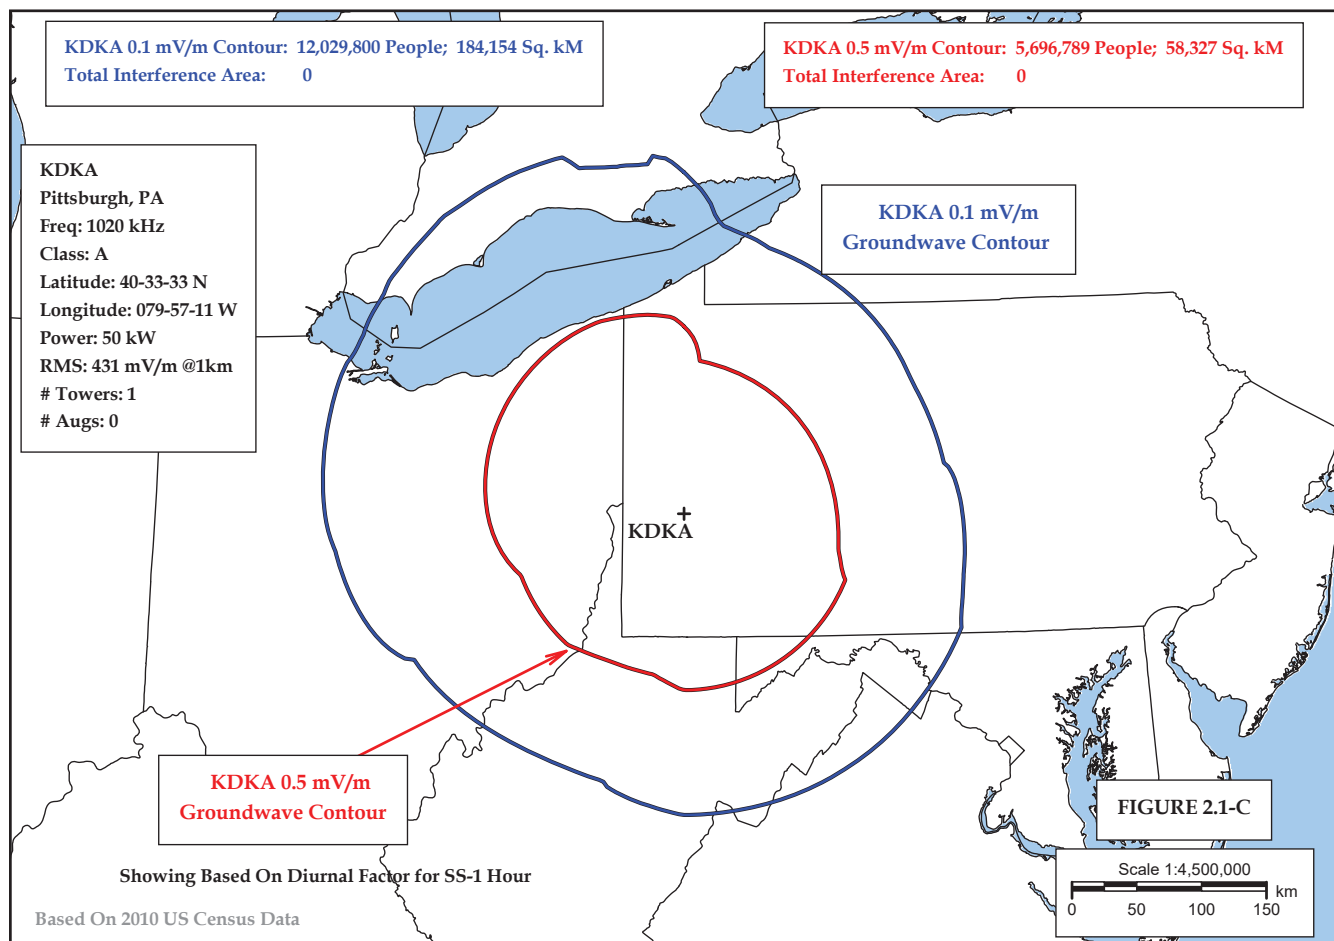 KDKA 0.1 mV/m Contour: 12,029,800 People; 184,154 Sq. kM
Total Interference Area: 0
KDKA 0.5 mV/m Contour: 5,696,789 People; 58,327 Sq. kM
Total Interference Area: 0
KDKA
Pittsburgh, PA
Freq: 1020 kHz
Class: A
Latitude: 40-33-33 N
Longitude: 079-57-11 W
Power: 50 kW
RMS: 431 mV/m @1km
# Towers: 1
# Augs: 0
KDKA 0.1 mV/m
Groundwave Contour
KDKA
KDKA 0.5 mV/m
Groundwave Contour
FIGURE 2.1-C
Showing Based On Diurnal Factor for SS-1 Hour
Based On 2010 US Census Data
Scale 1:4,500,000
km
0 50 100 150